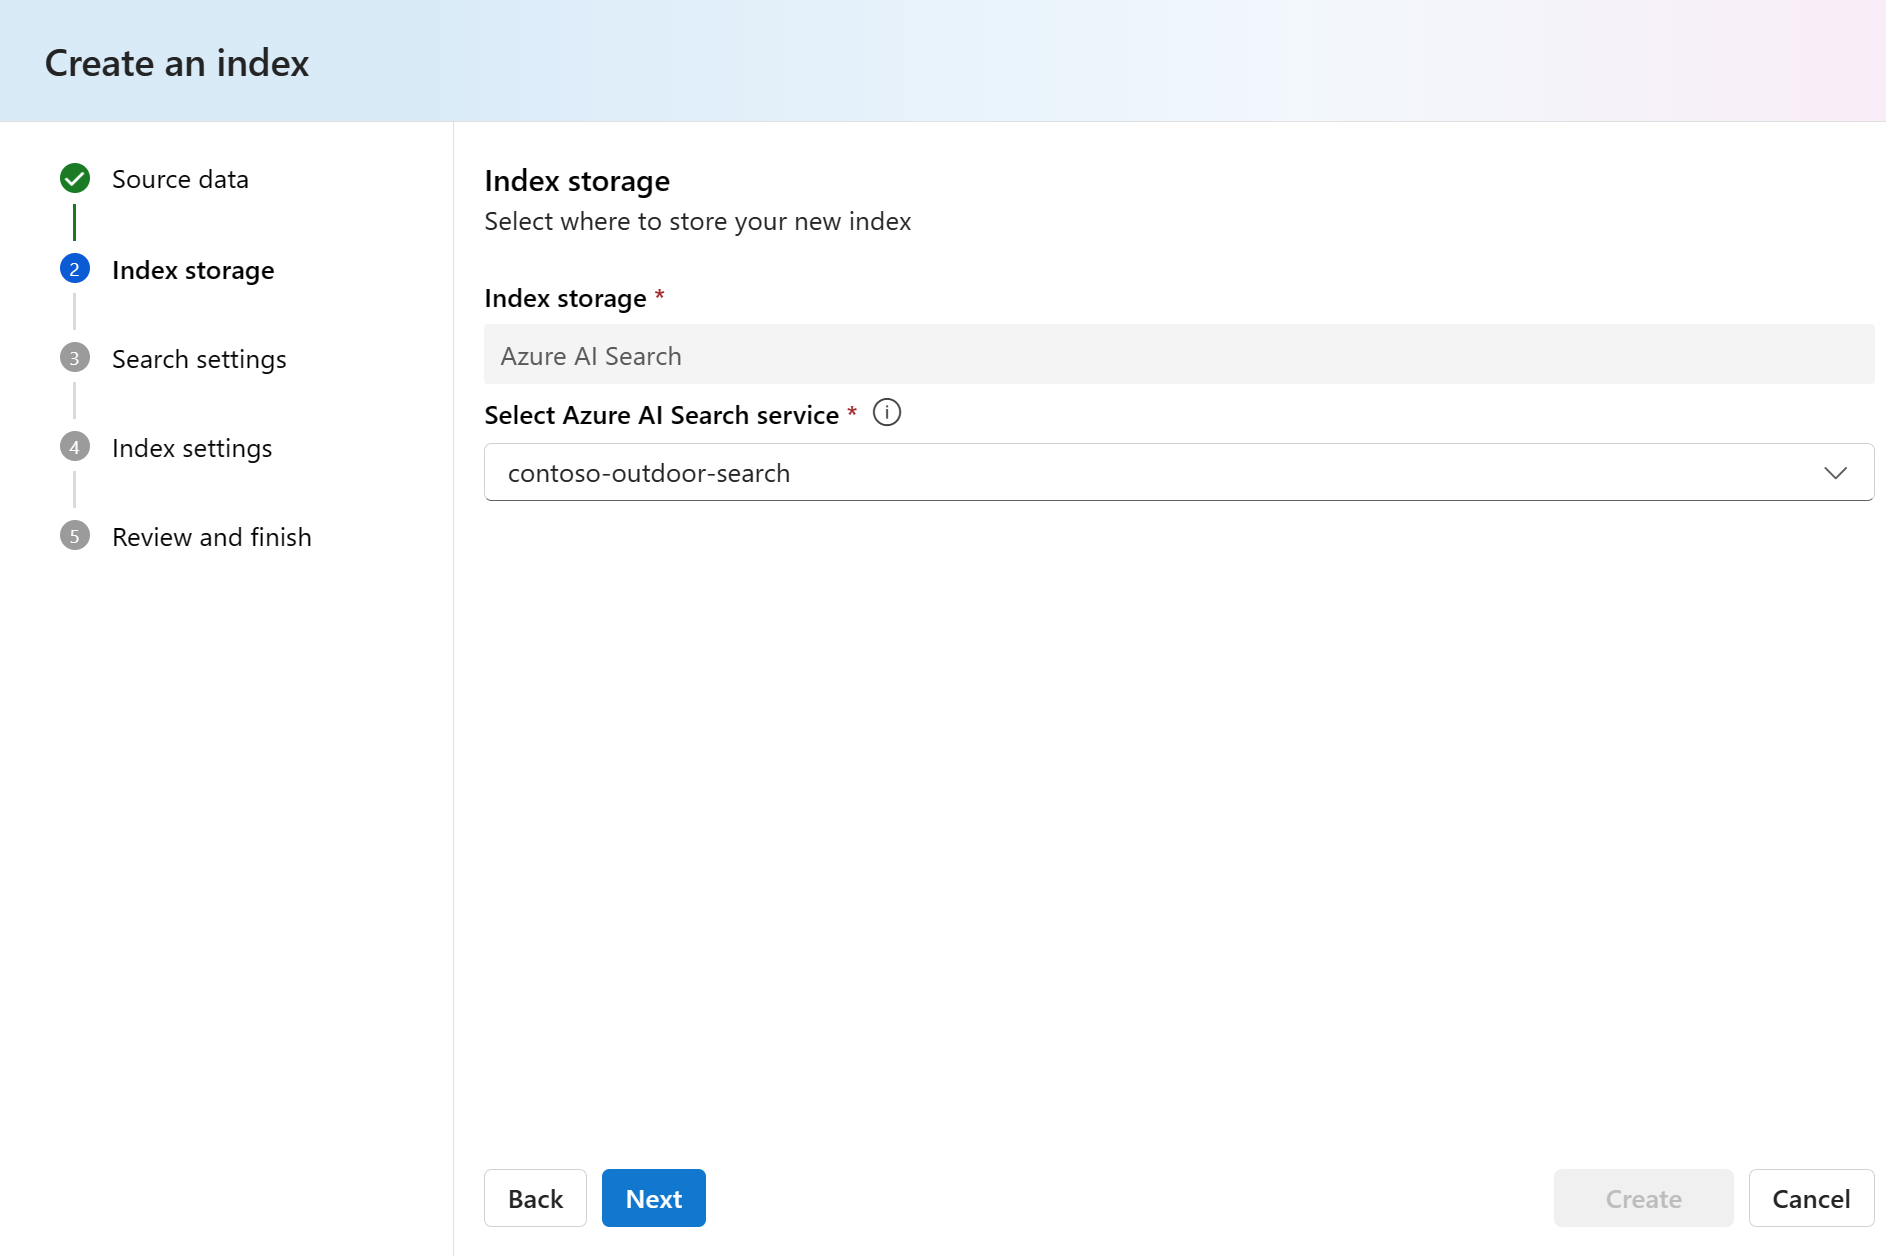 Create an index
Source data
2 Index storage
3 Search settings
4 Index settings
5 Review and finish
Index storage
Select where to store your new index
Index storage *
Azure AI Search
Select Azure AI Search service *
contoso-outdoor-search
Back Next Create Cancel